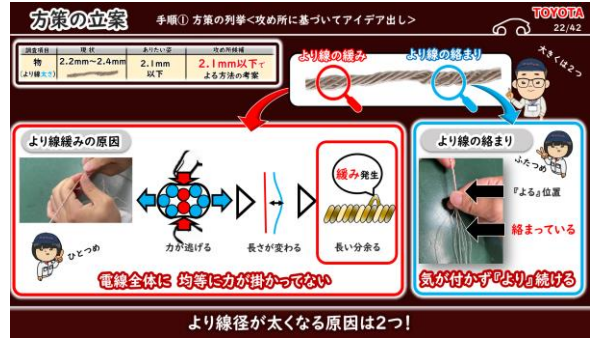 方策の立案
手順① 方策の列挙<攻め所に基づいてアイデア出し>
TOYOTA
22/42
調査項目 現状 ありたい姿 攻め所候補
物
(より線太さ)
2.2mm~2.4mm
2.1mm
以下
2.1mm以下で
よる方法の考案
より線の緩み
より線の絡まり
大きくは2つ
より線緩みの原因
ひとつめ
力が逃げる
長さが変わる
緩み発生
長い分余る
電線全体に 均等に力が掛かってない
より線の絡まり
ふたつめ
『よる』位置
絡まっている
気が付かず『より』続ける
より線径が太くなる原因は2つ!